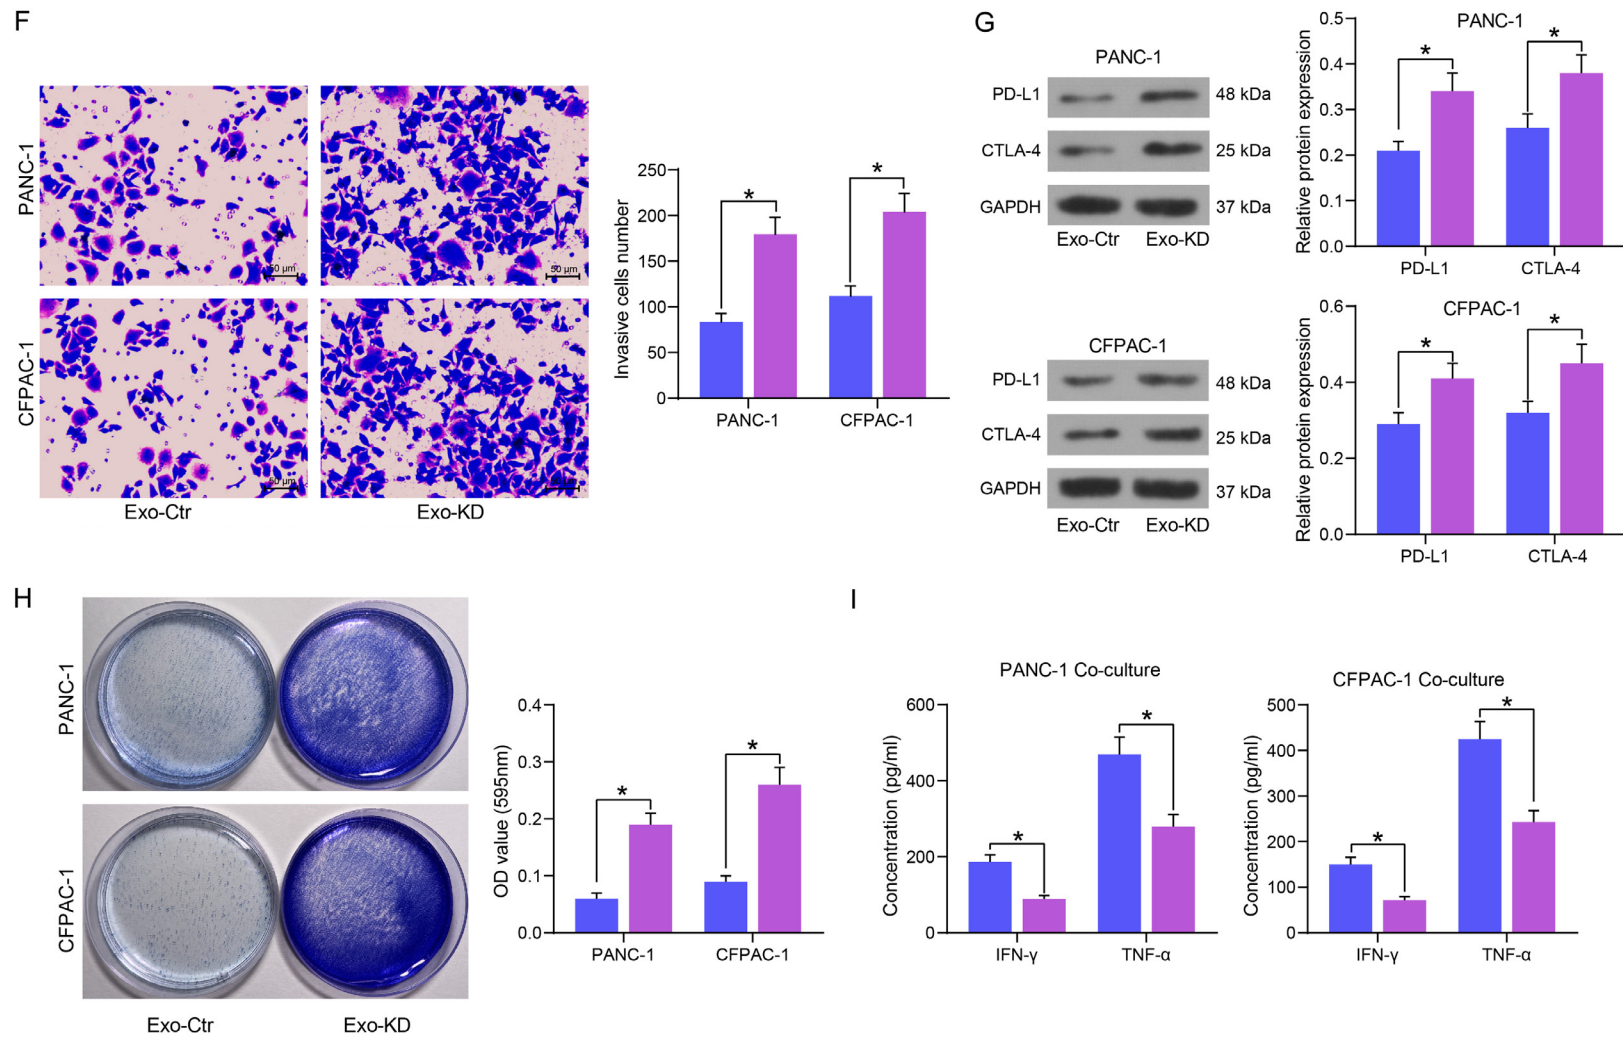 F
PANC-1
CFPAC-1
50 µm
50 µm
50 µm
50 µm
Exo-Ctr
Exo-KD
Invasive cells number
250
200
150
100
50
0
*
*
PANC-1
CFPAC-1
G
PANC-1
PD-L1
48 kDa
CTLA-4
25 kDa
GAPDH
37 kDa
Exo-Ctr
Exo-KD
PANC-1
Relative protein expression
0.5
0.4
0.3
0.2
0.1
0.0
*
*
PD-L1
CTLA-4
CFPAC-1
PD-L1
48 kDa
CTLA-4
25 kDa
GAPDH
37 kDa
Exo-Ctr
Exo-KD
CFPAC-1
Relative protein expression
0.6
0.4
0.2
0.0
*
*
PD-L1
CTLA-4
H
PANC-1
CFPAC-1
Exo-Ctr
Exo-KD
OD value (595nm)
0.4
0.3
0.2
0.1
0.0
*
*
PANC-1
CFPAC-1
I
PANC-1 Co-culture
Concentration (pg/ml)
600
400
200
0
*
*
IFN-γ
TNF-α
CFPAC-1 Co-culture
Concentration (pg/ml)
500
400
300
200
100
0
*
*
IFN-γ
TNF-α